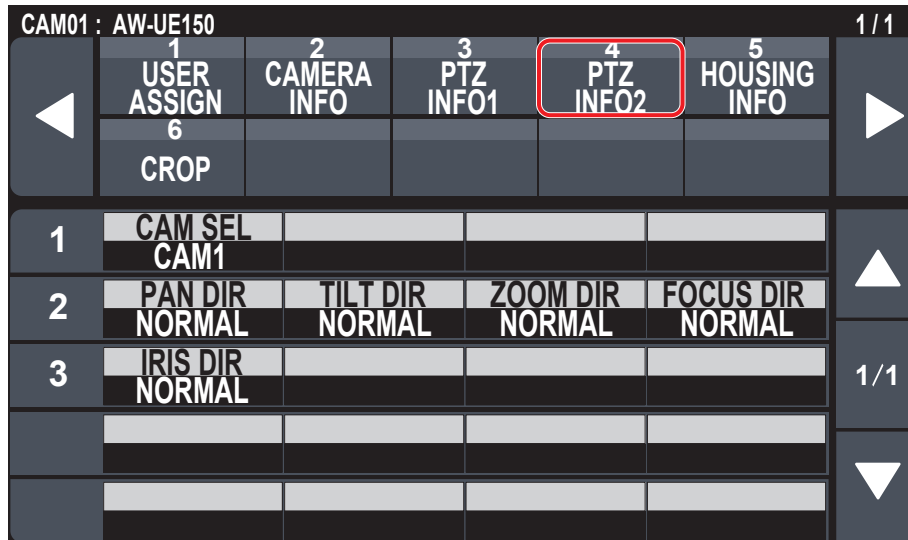 CAM01 : AW-UE150 1 / 1
1 2 3 4 5
USER CAMERA PTZ PTZ HOUSING
ASSIGN INFO INFO1 INFO2 INFO
6
CROP
1 CAM SEL
CAM1
2 PAN DIR TILT DIR ZOOM DIR FOCUS DIR
NORMAL NORMAL NORMAL NORMAL
3 IRIS DIR 1/1
NORMAL